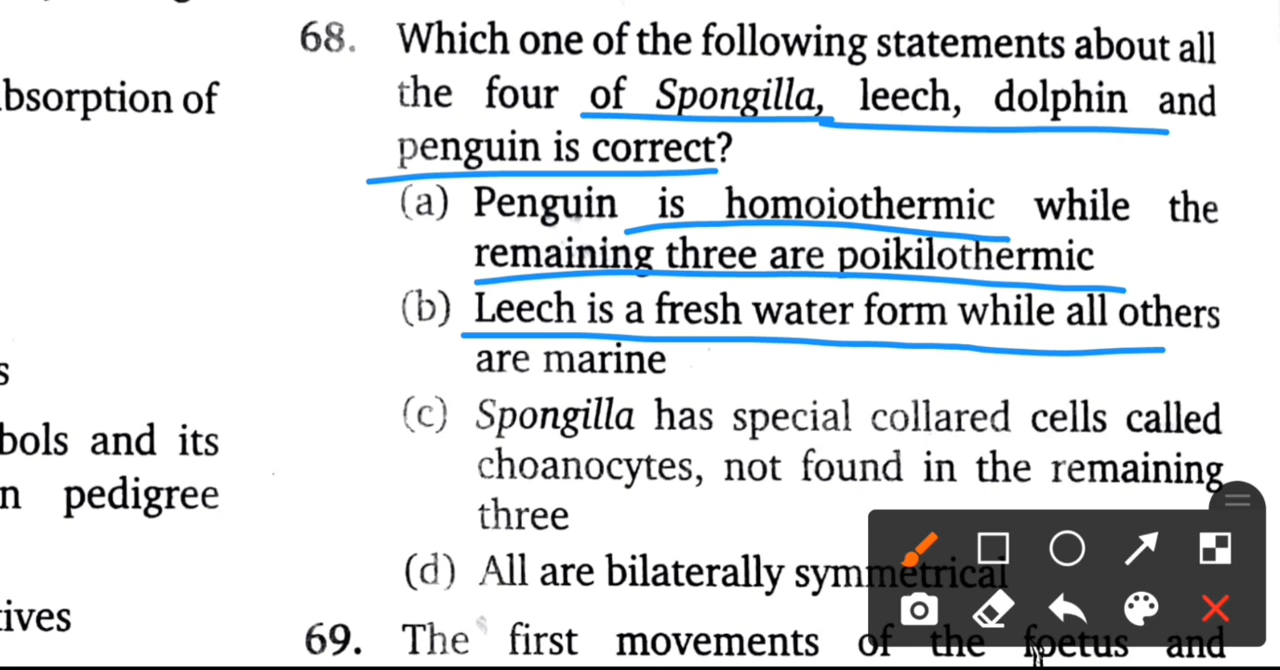 bsorption of
s
bols and its
n pedigree
ives
68. Which one of the following statements about all
the four of Spongilla, leech, dolphin and
penguin is correct?
(a) Penguin is homoiothermic while the
remaining three are poikilothermic
(b) Leech is a fresh water form while all others
are marine
(c) Spongilla has special collared cells called
choanocytes, not found in the remaining
three
(d) All are bilaterally symmetrical
69. The first movements of the foetus and